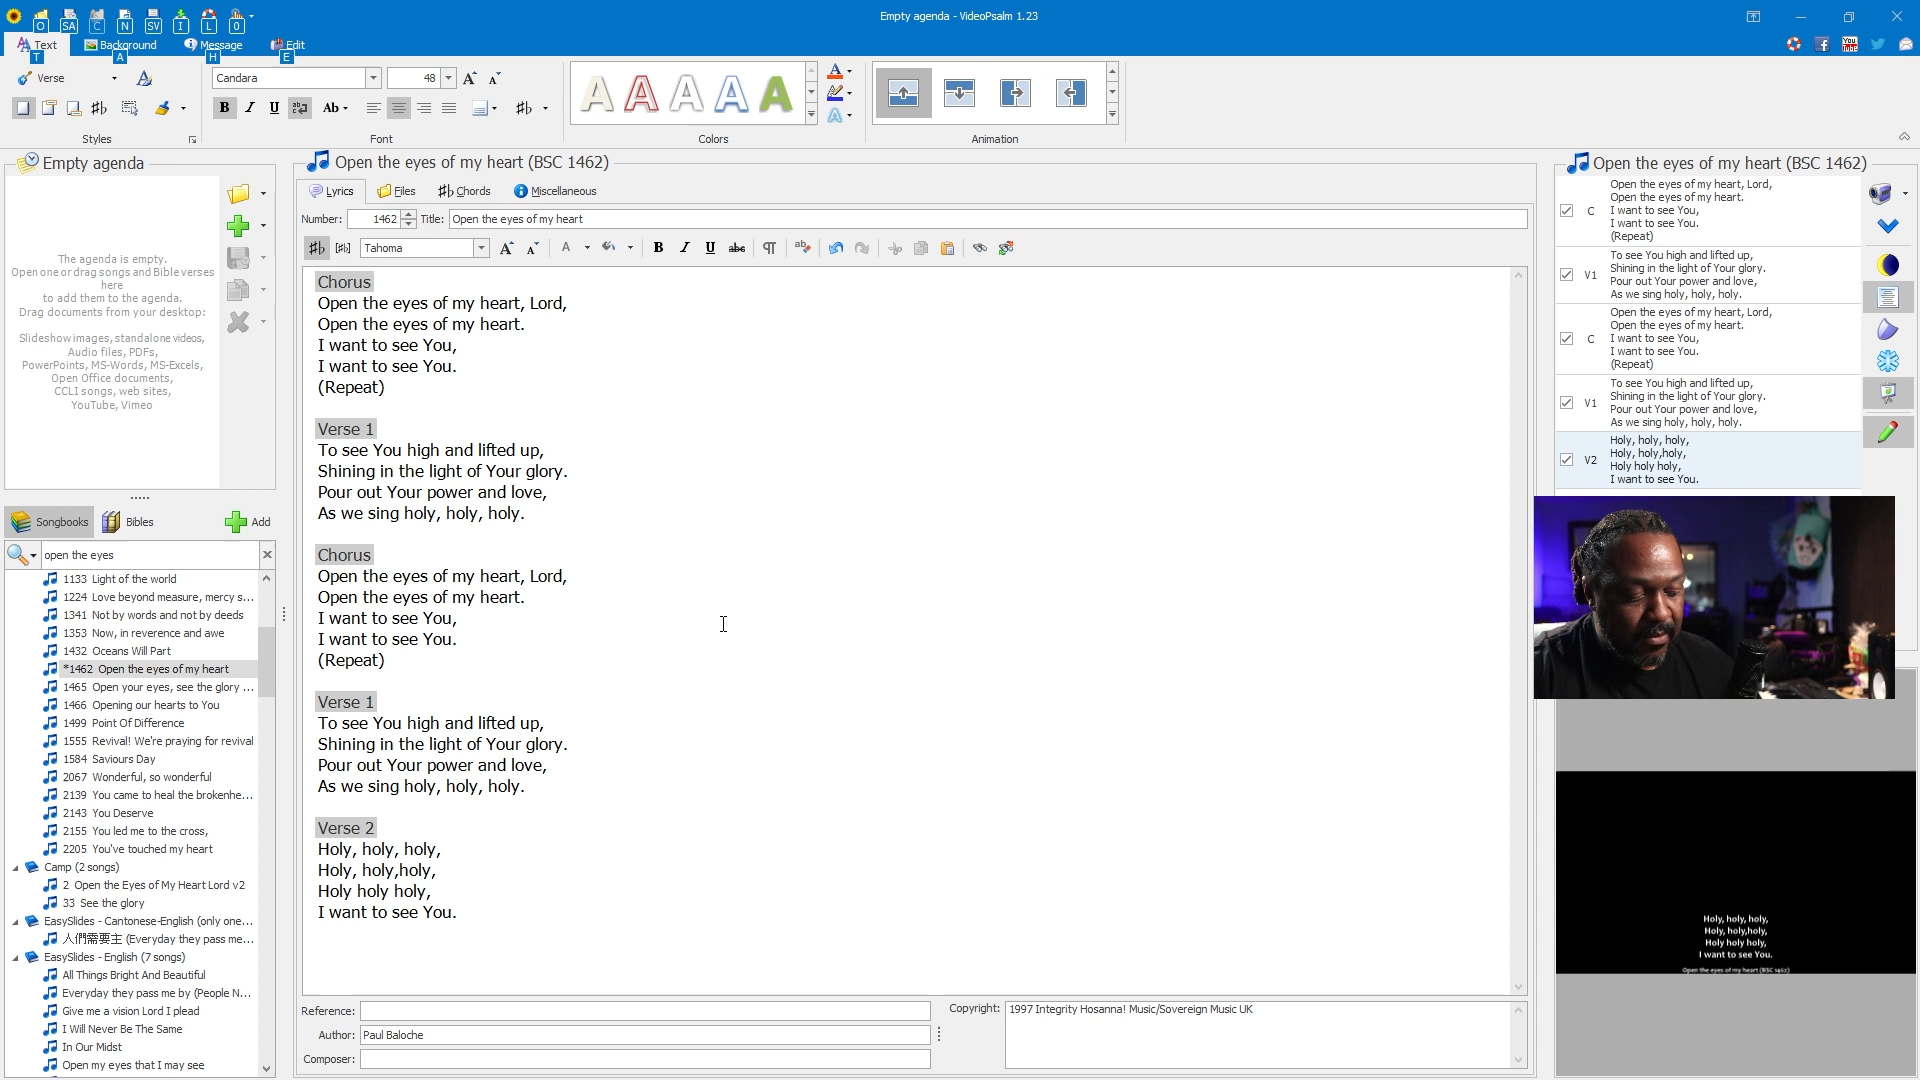 O SA C N SV I L 0
Empty agenda - VideoPsalm 1.23
Text Background Message Edit
T A H E
Verse
Candara 48
B I U Ab
Styles Font Colors Animation
Empty agenda
The agenda is empty.
Open one or drag songs and Bible verses
here
to add them to the agenda.
Drag documents from your desktop:
Slideshow images, standalone videos,
Audio files, PDFs,
PowerPoints, MS-Words, MS-Excels,
Open Office documents,
CCLI songs, web sites,
YouTube, Vimeo
Songbooks Bibles Add
open the eyes
1133 Light of the world
1224 Love beyond measure, mercy s...
1341 Not by words and not by deeds
1353 Now, in reverence and awe
1432 Oceans Will Part
*1462 Open the eyes of my heart
1465 Open your eyes, see the glory ...
1466 Opening our hearts to You
1499 Point Of Difference
1555 Revival! We're praying for revival
1584 Saviours Day
2067 Wonderful, so wonderful
2139 You came to heal the brokenhe...
2143 You Deserve
2155 You led me to the cross,
2205 You've touched my heart
Camp (2 songs)
2 Open the Eyes of My Heart Lord v2
33 See the glory
EasySlides - Cantonese-English (only one...
人們需要主 (Everyday they pass me...
EasySlides - English (7 songs)
All Things Bright And Beautiful
Everyday they pass me by (People N...
Give me a vision Lord I plead
I Will Never Be The Same
In Our Midst
Open my eyes that I may see
Open the eyes of my heart (BSC 1462)
Lyrics Files Chords Miscellaneous
Number: 1462 Title: Open the eyes of my heart
Tahoma
B I U abc
Chorus
Open the eyes of my heart, Lord,
Open the eyes of my heart.
I want to see You,
I want to see You.
(Repeat)
Verse 1
To see You high and lifted up,
Shining in the light of Your glory.
Pour out Your power and love,
As we sing holy, holy, holy.
Chorus
Open the eyes of my heart, Lord,
Open the eyes of my heart.
I want to see You,
I want to see You.
(Repeat)
Verse 1
To see You high and lifted up,
Shining in the light of Your glory.
Pour out Your power and love,
As we sing holy, holy, holy.
Verse 2
Holy, holy, holy,
Holy, holy,holy,
Holy holy holy,
I want to see You.
Reference:
Author: Paul Baloche
Composer:
Copyright: 1997 Integrity Hosanna! Music/Sovereign Music UK
Open the eyes of my heart (BSC 1462)
Open the eyes of my heart, Lord,
Open the eyes of my heart.
C I want to see You,
I want to see You.
(Repeat)
To see You high and lifted up,
V1 Shining in the light of Your glory.
Pour out Your power and love,
As we sing holy, holy, holy.
Open the eyes of my heart, Lord,
Open the eyes of my heart.
C I want to see You,
I want to see You.
(Repeat)
To see You high and lifted up,
V1 Shining in the light of Your glory.
Pour out Your power and love,
As we sing holy, holy, holy.
Holy, holy, holy,
Holy, holy,holy,
V2 Holy holy holy,
I want to see You.
Holy, holy, holy,
Holy, holy,holy,
Holy holy holy,
I want to see You.
Open the eyes of my heart (BSC 1462)